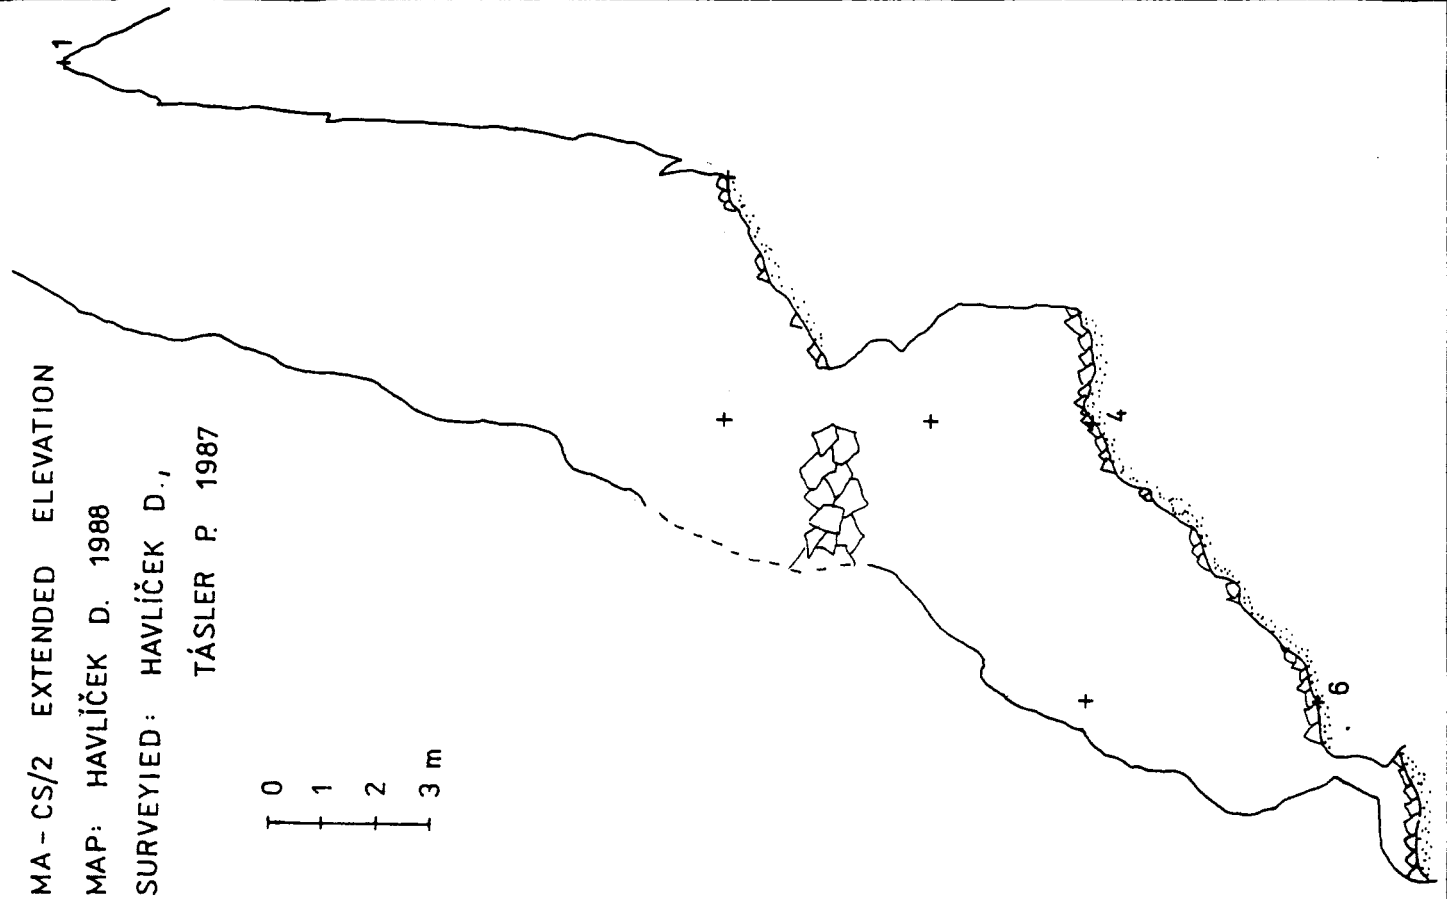 MA-CS/2 EXTENDED ELEVATION
MAP: HAVLÍČEK D. 1988
SURVEYIED: HAVLÍČEK D.,
TÁSLER P. 1987
0
1
2
3 m
1
4
6